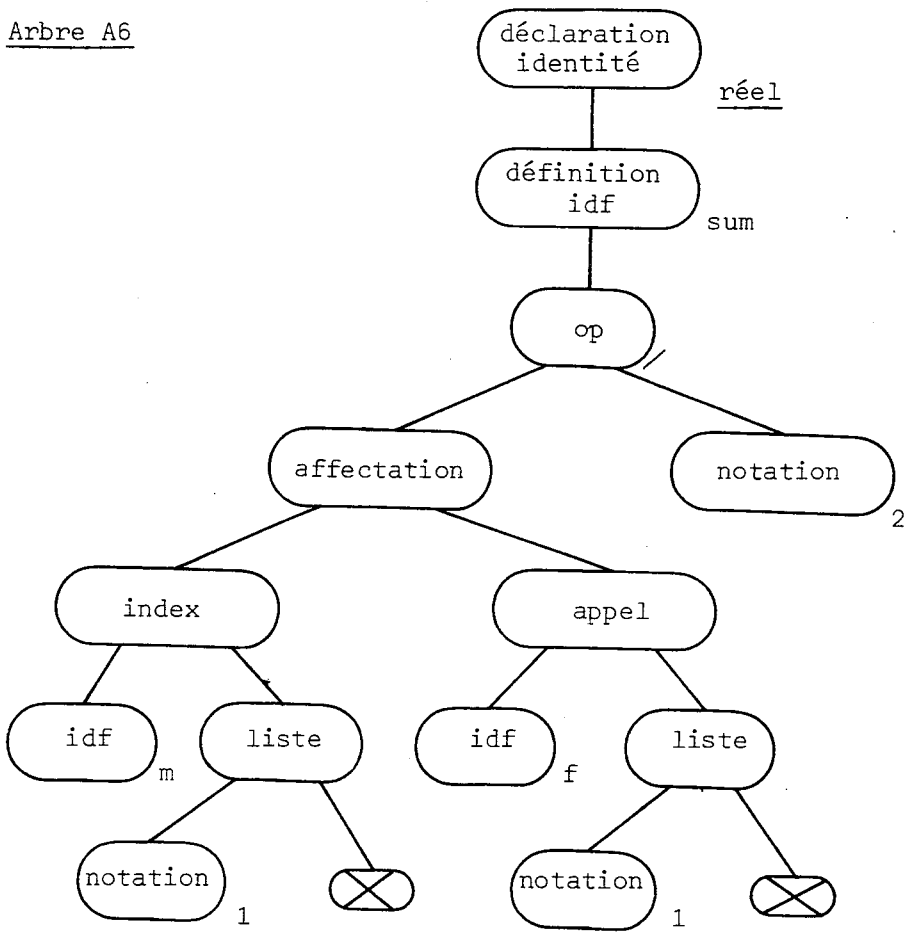 Arbre A6
déclaration
identité
réel
définition
idf
sum
op
/
affectation
notation
2
index
appel
idf
m
liste
idf
f
liste
notation
1
notation
1